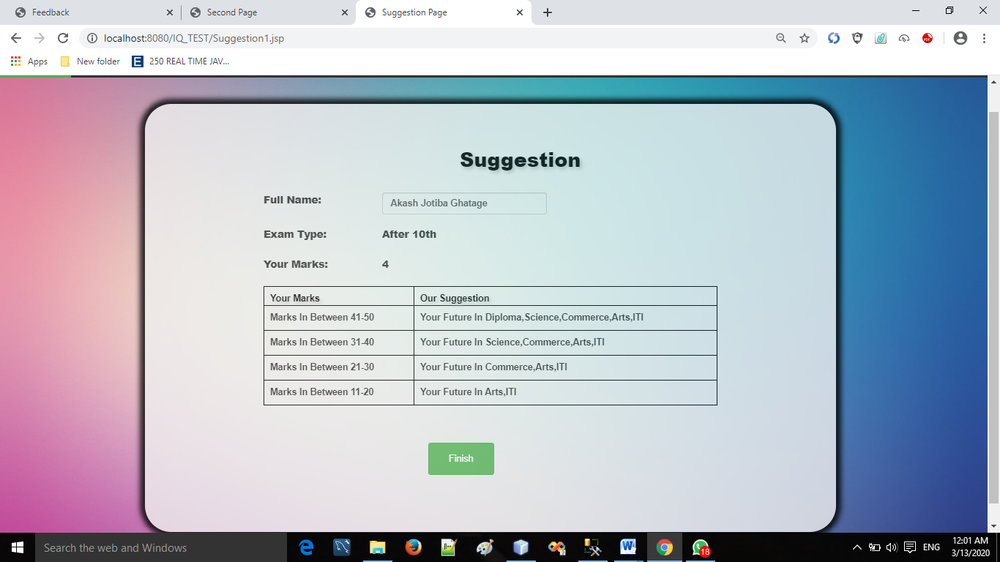 Feedback
Second Page
Suggestion Page
localhost:8080/IQ_TEST/Suggestion1.jsp
Apps
New folder
250 REAL TIME JAV...
Suggestion
Full Name:
Akash Jotiba Ghatage
Exam Type:
After 10th
Your Marks:
4
Your Marks
Our Suggestion
Marks In Between 41-50
Your Future In Diploma,Science,Commerce,Arts,ITI
Marks In Between 31-40
Your Future In Science,Commerce,Arts,ITI
Marks In Between 21-30
Your Future In Commerce,Arts,ITI
Marks In Between 11-20
Your Future In Arts,ITI
Finish
Search the web and Windows
18
ENG
12:01 AM
3/13/2020